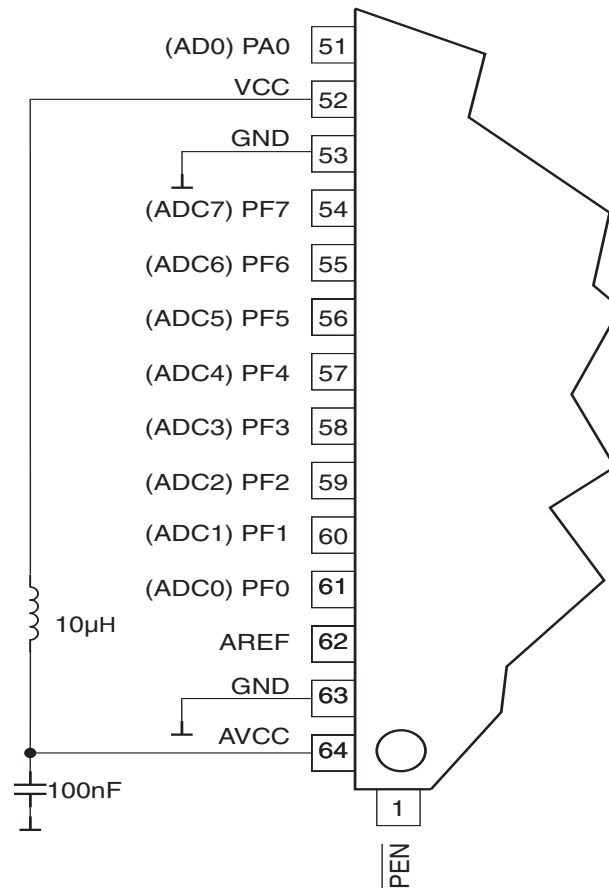 (AD0) PA0 51
VCC 52
GND 53
(ADC7) PF7 54
(ADC6) PF6 55
(ADC5) PF5 56
(ADC4) PF4 57
(ADC3) PF3 58
(ADC2) PF2 59
(ADC1) PF1 60
(ADC0) PF0 61
10μH
AREF 62
GND 63
AVCC 64
100nF
1
PEN